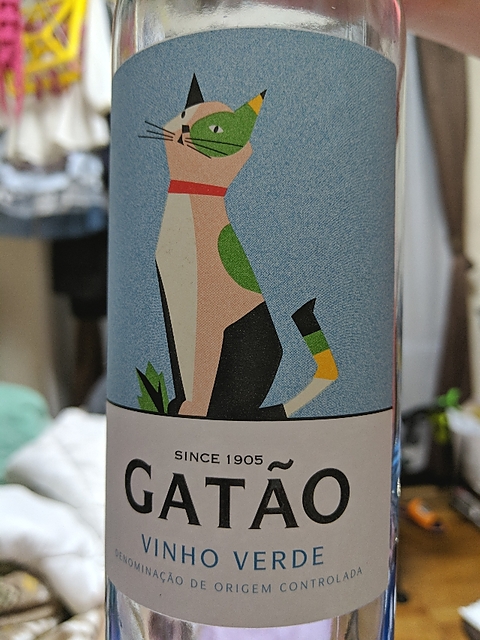 SINCE 1905
GATÃO
VINHO VERDE
DENOMINAÇÃO DE ORIGEM CONTROLADA